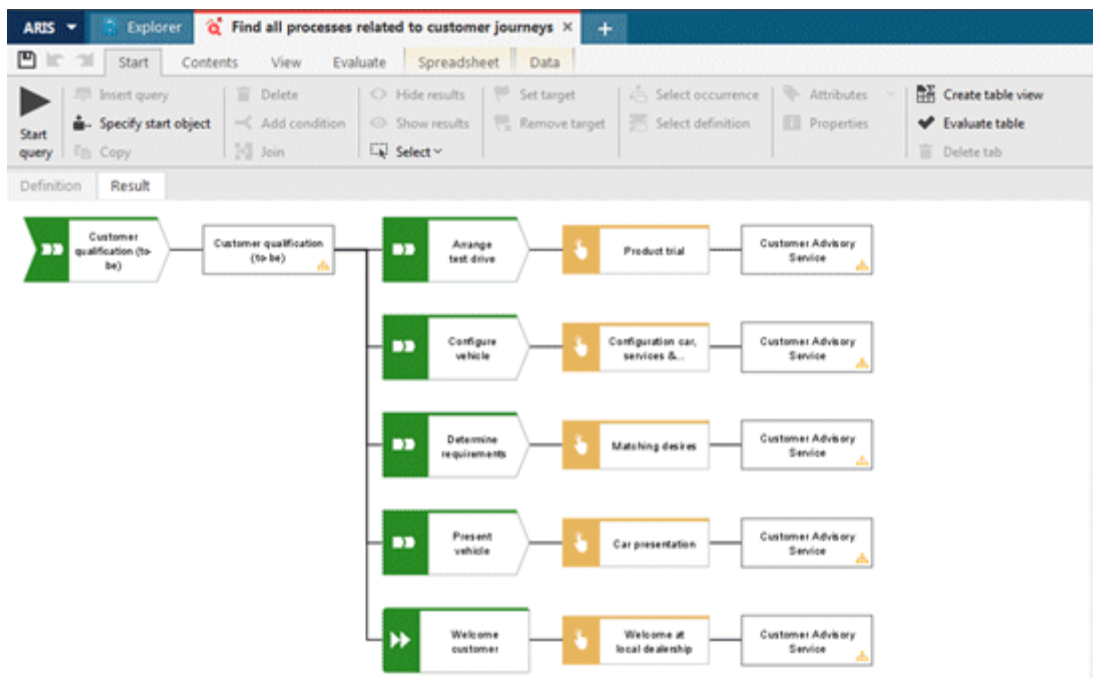 ARIS Explorer Find all processes related to customer journeys × +
Start Contents View Evaluate Spreadsheet Data
Insert query Delete Hide results Set target Select occurrence Attributes Create table view
Start Specify start object Add condition Show results Remove target Select definition Properties Evaluate table
query Copy Join Select Delete tab
Definition Result
Customer
qualification (to-
be)
Customer qualification
(to be)
Arrange
test drive
Product trial
Customer Advisory
Service
Configure
vehicle
Configuration car,
services &...
Customer Advisory
Service
Determine
requirements
Matching desires
Customer Advisory
Service
Present
vehicle
Car presentation
Customer Advisory
Service
Welcome
customer
Welcome at
local dealership
Customer Advisory
Service